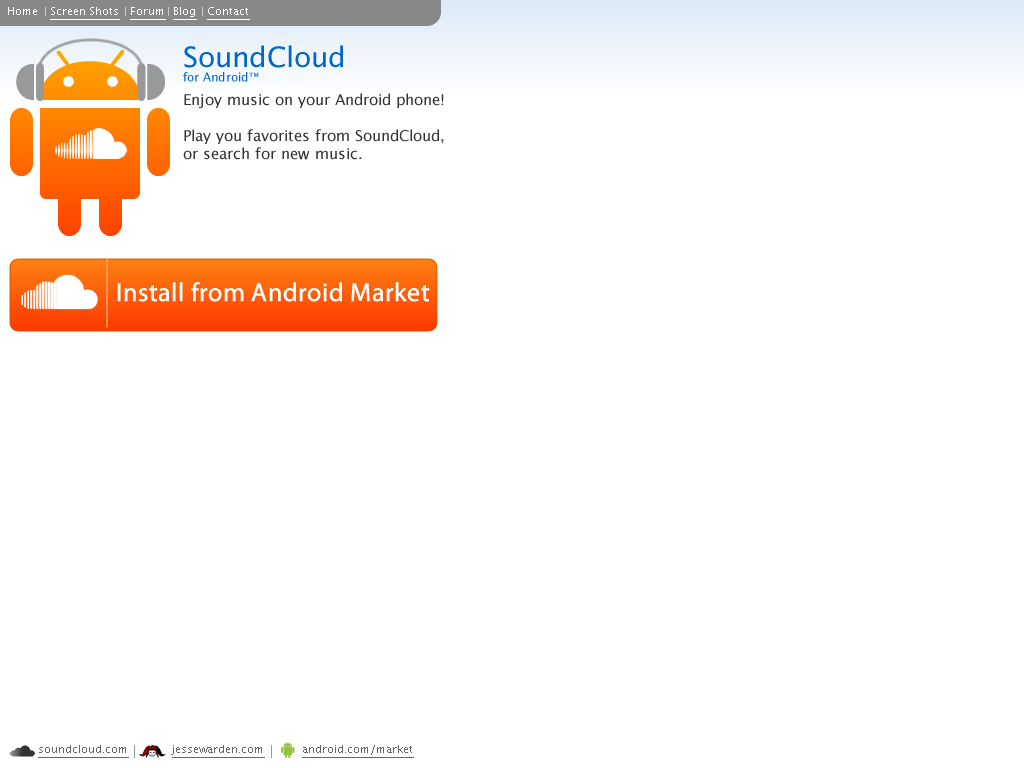 Home | Screen Shots | Forum | Blog | Contact
SoundCloud
for Android™
Enjoy music on your Android phone!
Play you favorites from SoundCloud,
or search for new music.
Install from Android Market
soundcloud.com | jessewarden.com | android.com/market